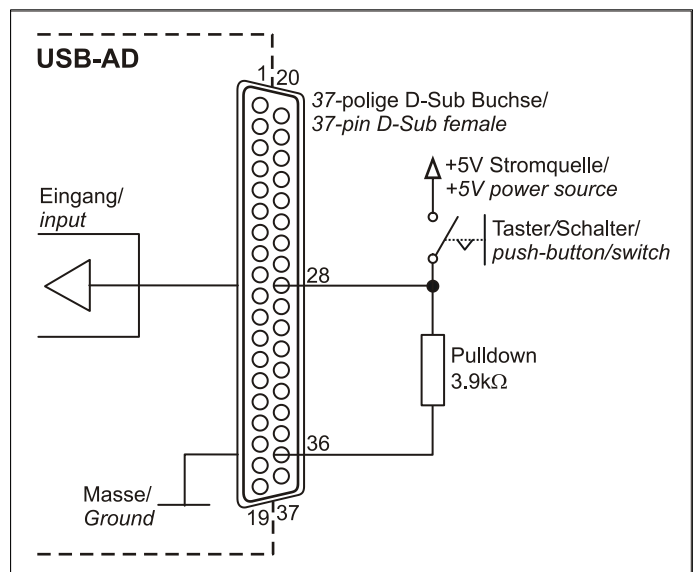 USB-AD
1 20
37-polige D-Sub Buchse/
37-pin D-Sub female
+5V Stromquelle/
+5V power source
Eingang/
input
Taster/Schalter/
push-button/switch
28
Pulldown
3.9kΩ
36
Masse/
Ground
19 37